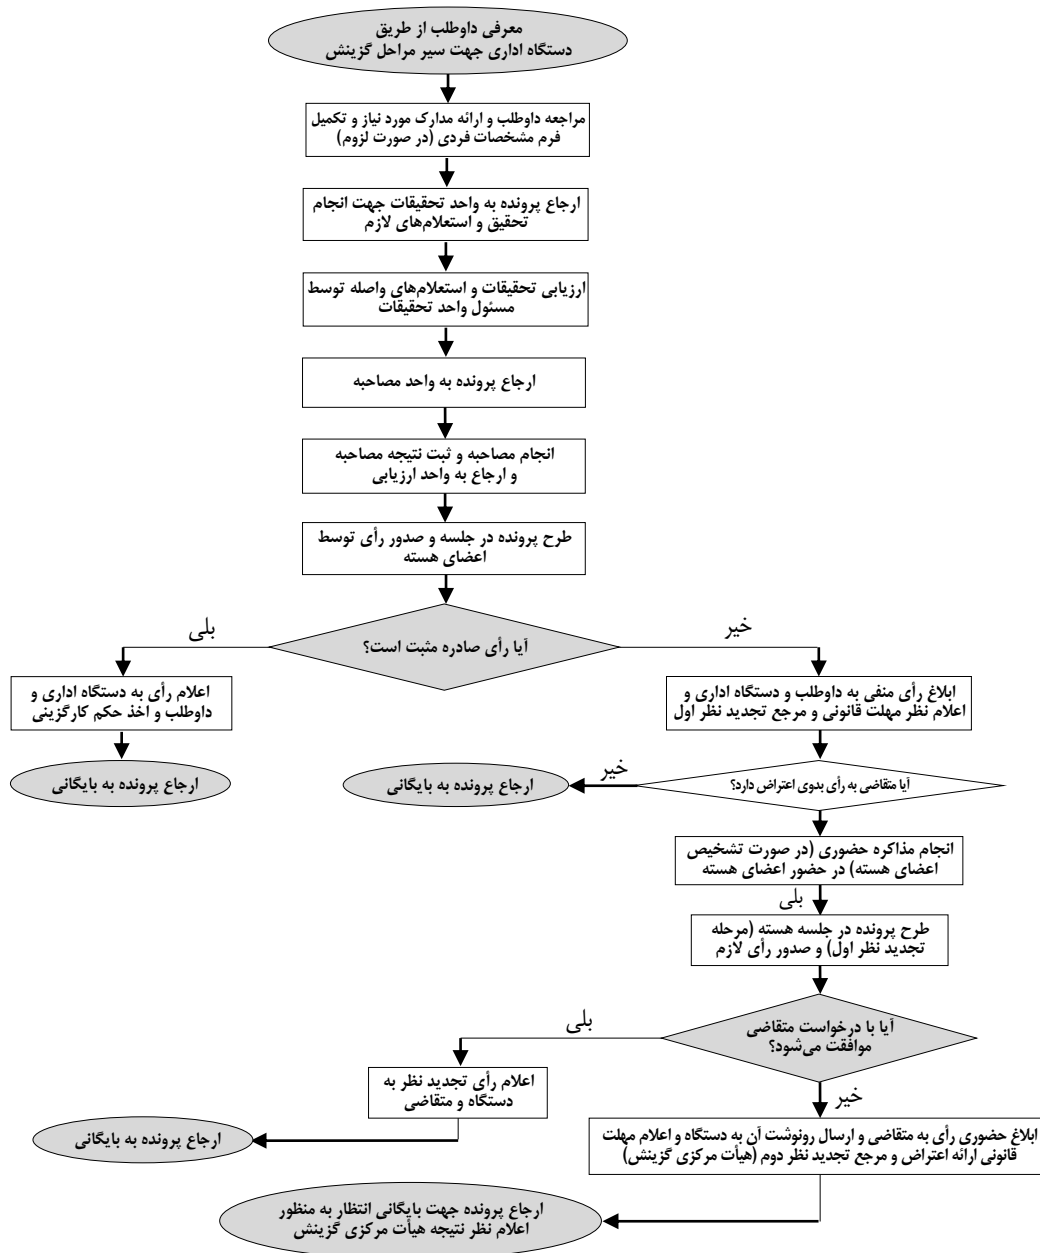 معرفی داوطلب از طریق
دستگاه اداری جهت سیر مراحل گزینش
مراجعه داوطلب و ارائه مدارک مورد نیاز و تکمیل
فرم مشخصات فردی (در صورت لزوم)
ارجاع پرونده به واحد تحقیقات جهت انجام
تحقیق و استعلام‌های لازم
ارزیابی تحقیقات و استعلام‌های واصله توسط
مسئول واحد تحقیقات
ارجاع پرونده به واحد مصاحبه
انجام مصاحبه و ثبت نتیجه مصاحبه
و ارجاع به واحد ارزیابی
طرح پرونده در جلسه و صدور رأی توسط
اعضای هسته
آیا رأی صادره مثبت است؟
خیر
بلی
ابلاغ رأی منفی به داوطلب و دستگاه اداری و
اعلام نظر مهلت قانونی و مرجع تجدید نظر اول
اعلام رأی به دستگاه اداری و
داوطلب و اخذ حکم کارگزینی
آیا متقاضی به رأی بدوی اعتراض دارد؟
خیر
ارجاع پرونده به بایگانی
ارجاع پرونده به بایگانی
انجام مذاکره حضوری (در صورت تشخیص
اعضای هسته) در حضور اعضای هسته
بلی
طرح پرونده در جلسه هسته (مرحله
تجدید نظر اول) و صدور رأی لازم
آیا با درخواست متقاضی
موافقت می‌شود؟
بلی
اعلام رأی تجدید نظر به
دستگاه و متقاضی
ارجاع پرونده به بایگانی
خیر
ابلاغ حضوری رأی به متقاضی و ارسال رونوشت آن به دستگاه و اعلام مهلت
قانونی ارائه اعتراض و مرجع تجدید نظر دوم (هیأت مرکزی گزینش)
ارجاع پرونده جهت بایگانی انتظار به منظور
اعلام نظر نتیجه هیأت مرکزی گزینش